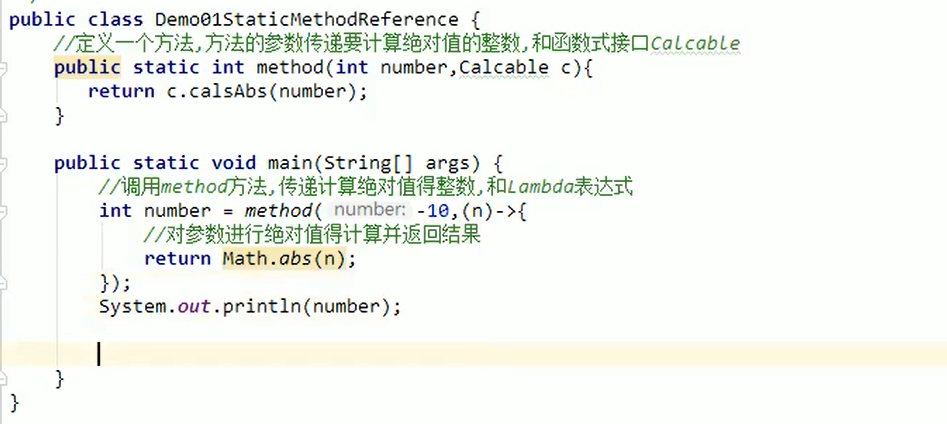 public class Demo01StaticMethodReference {
//定义一个方法,方法的参数传递要计算绝对值的整数,和函数式接口Calcable
public static int method(int number,Calcable c){
return c.calsAbs(number);
}
public static void main(String[] args) {
//调用method方法,传递计算绝对值得整数,和Lambda表达式
int number = method( number: -10,(n)->{
//对参数进行绝对值得计算并返回结果
return Math.abs(n);
});
System.out.println(number);
}
}